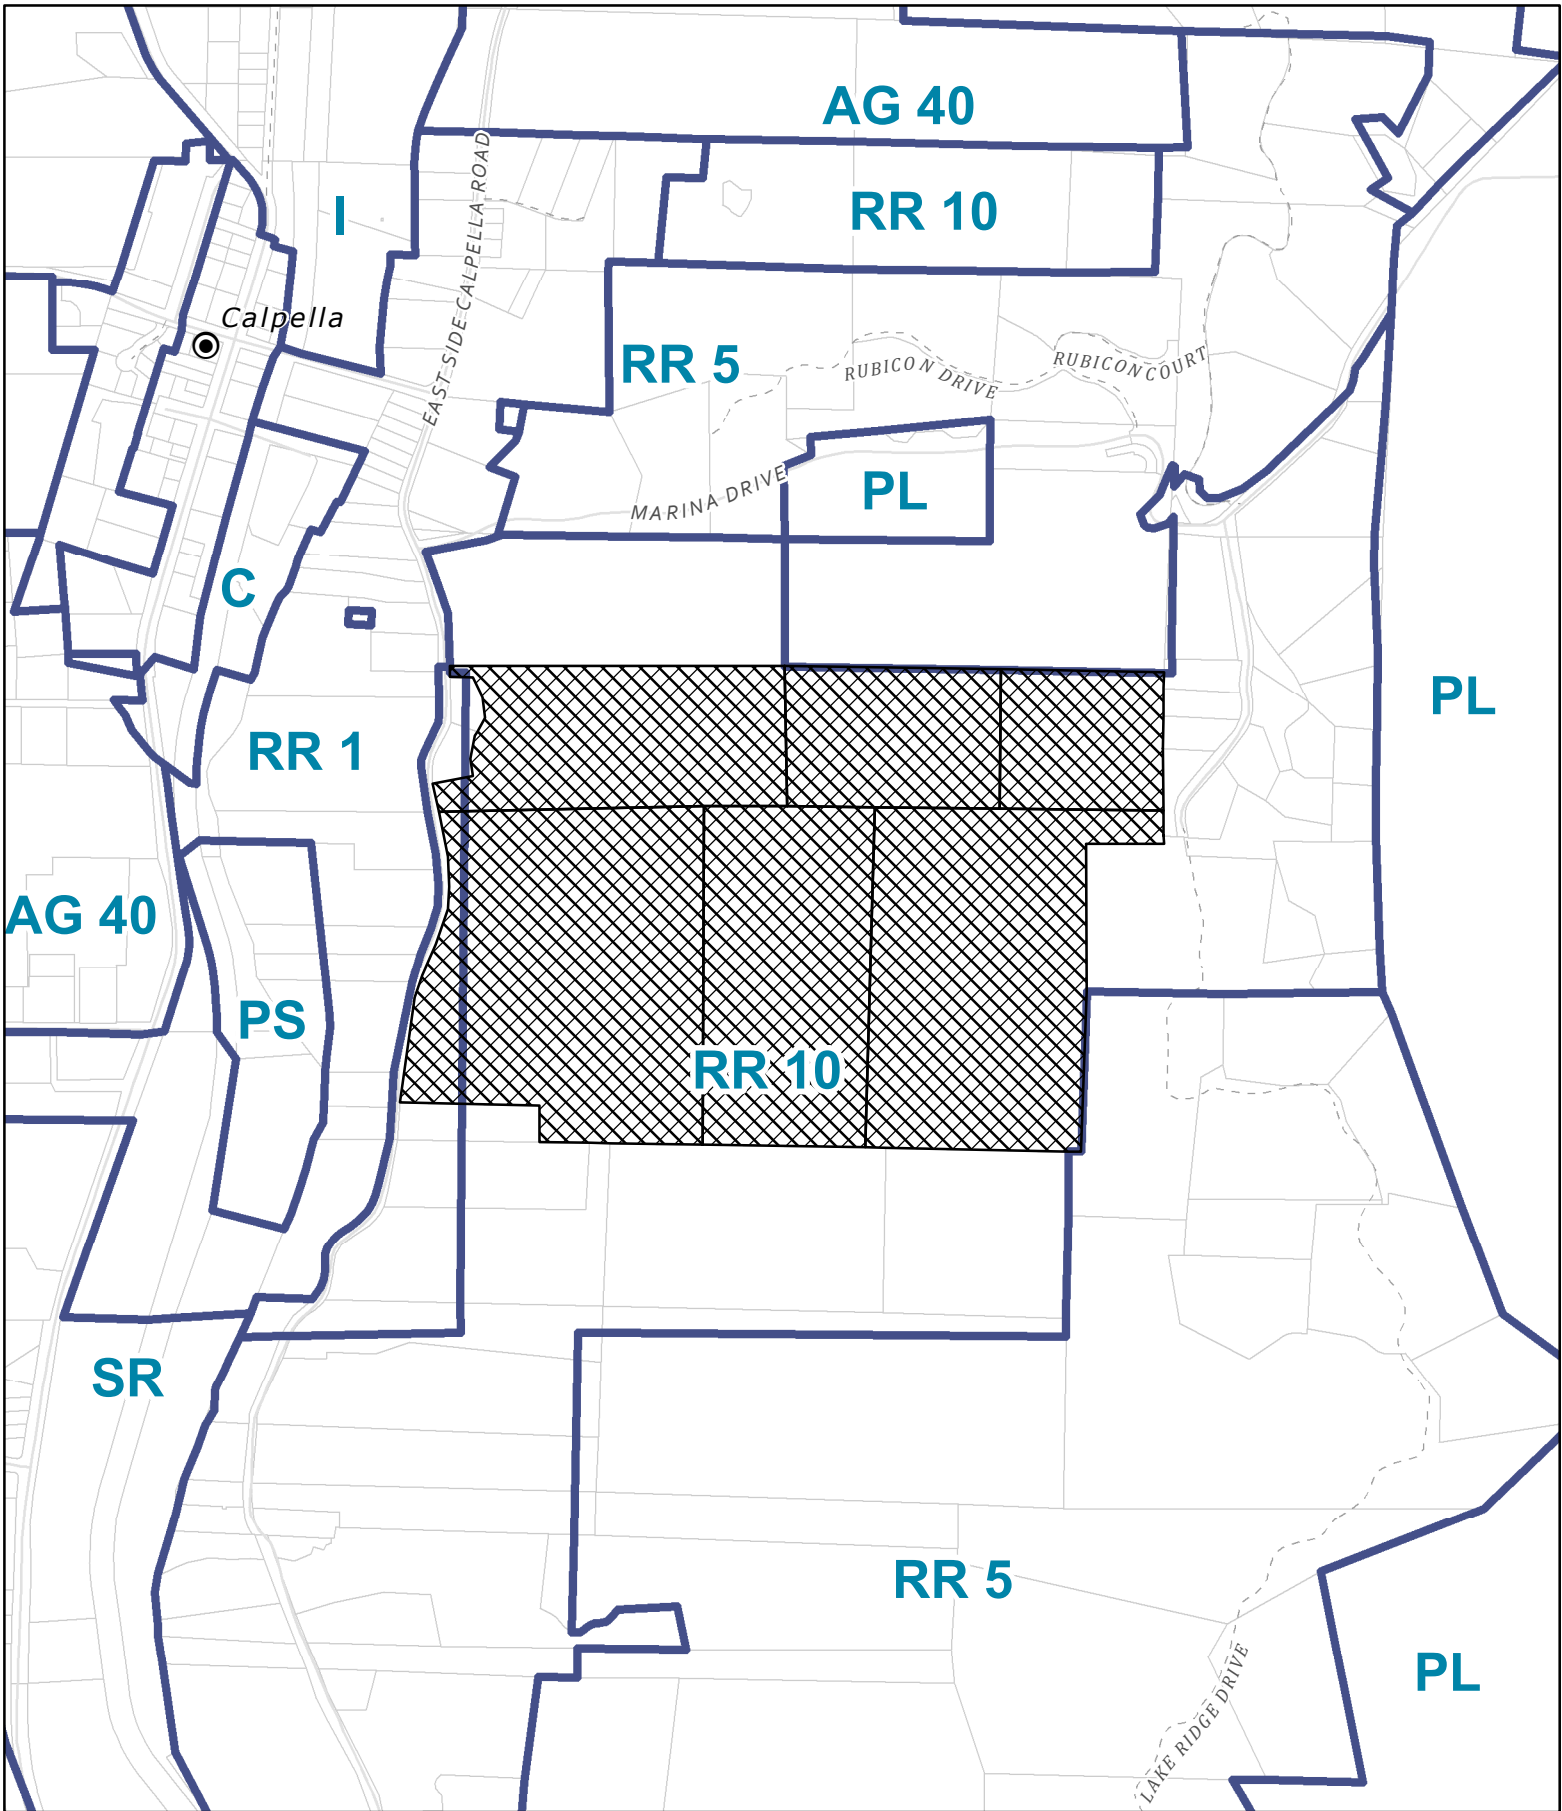 AG 40
I
RR 10
EAST SIDE CALPELLA ROAD
Calpella
RR 5
RUBICON DRIVE
RUBICON COURT
MARINA DRIVE
PL
C
PL
RR 1
AG 40
PS
RR 10
SR
RR 5
PL
LAKE RIDGE DRIVE